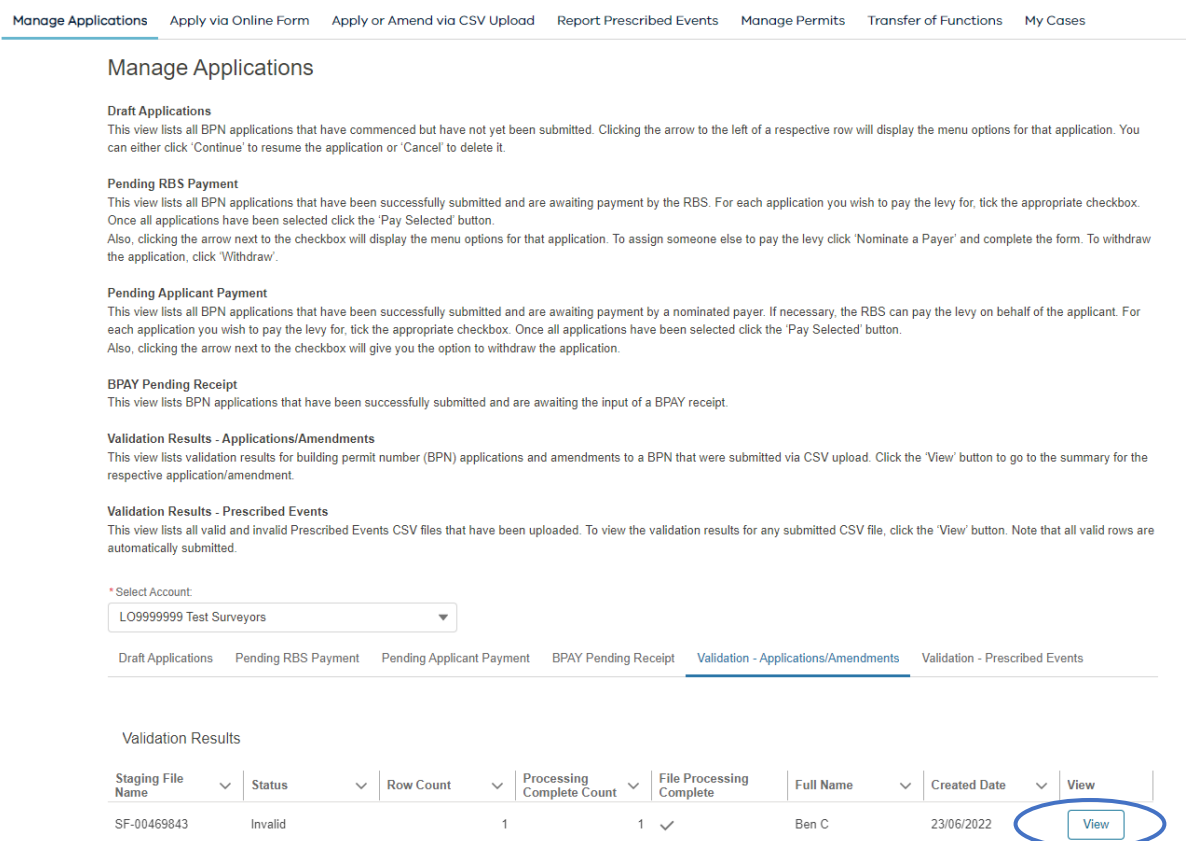 Manage Applications Apply via Online Form Apply or Amend via CSV Upload Report Prescribed Events Manage Permits Transfer of Functions My Cases
Manage Applications
Draft Applications
This view lists all BPN applications that have commenced but have not yet been submitted. Clicking the arrow to the left of a respective row will display the menu options for that application. You
can either click ‘Continue’ to resume the application or ‘Cancel’ to delete it.
Pending RBS Payment
This view lists all BPN applications that have been successfully submitted and are awaiting payment by the RBS. For each application you wish to pay the levy for, tick the appropriate checkbox.
Once all applications have been selected click the ‘Pay Selected’ button.
Also, clicking the arrow next to the checkbox will display the menu options for that application. To assign someone else to pay the levy click ‘Nominate a Payer’ and complete the form. To withdraw
the application, click ‘Withdraw’.
Pending Applicant Payment
This view lists all BPN applications that have been successfully submitted and are awaiting payment by a nominated payer. If necessary, the RBS can pay the levy on behalf of the applicant. For
each application you wish to pay the levy for, tick the appropriate checkbox. Once all applications have been selected click the ‘Pay Selected’ button.
Also, clicking the arrow next to the checkbox will give you the option to withdraw the application.
BPAY Pending Receipt
This view lists BPN applications that have been successfully submitted and are awaiting the input of a BPAY receipt.
Validation Results - Applications/Amendments
This view lists validation results for building permit number (BPN) applications and amendments to a BPN that were submitted via CSV upload. Click the ‘View’ button to go to the summary for the
respective application/amendment.
Validation Results - Prescribed Events
This view lists all valid and invalid Prescribed Events CSV files that have been uploaded. To view the validation results for any submitted CSV file, click the ‘View’ button. Note that all valid rows are
automatically submitted.
* Select Account:
LO9999999 Test Surveyors
Draft Applications Pending RBS Payment Pending Applicant Payment BPAY Pending Receipt Validation - Applications/Amendments Validation - Prescribed Events
Validation Results
Staging File Name Status Row Count Processing Complete Count File Processing Complete Full Name Created Date View
SF-00469843 Invalid 1 1 Ben C 23/06/2022 View